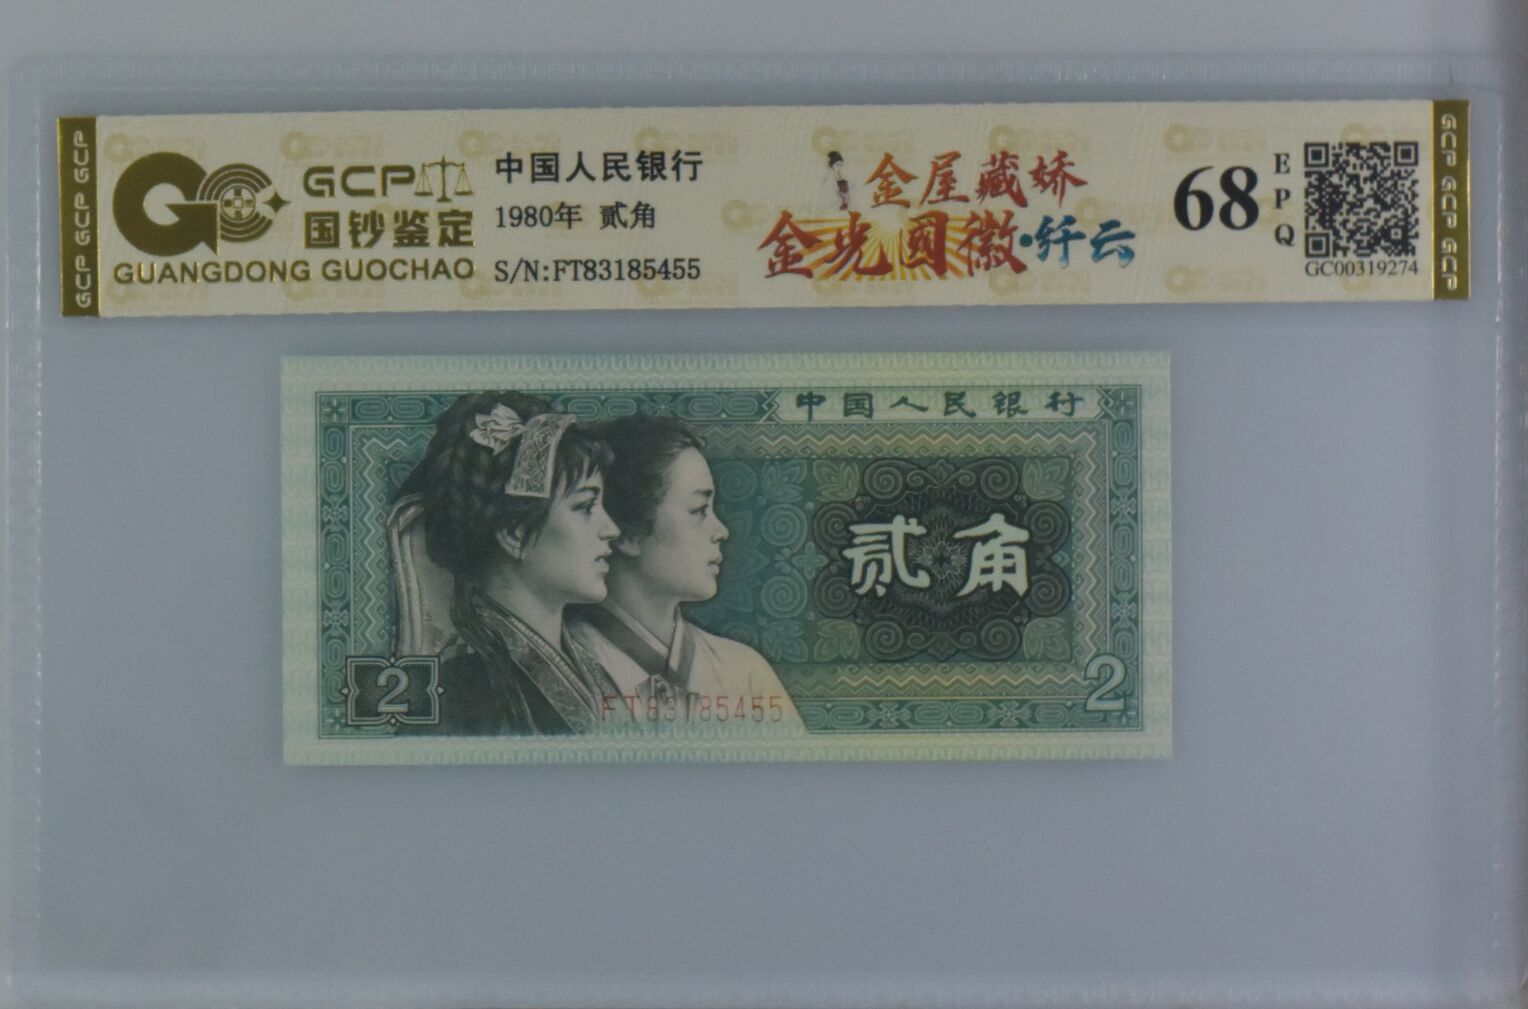 GCP GCP GCP
GCP
国钞鉴定
GUANGDONG GUOCHAO
中国人民银行
1980年 贰角
S/N:FT83185455
金屋藏娇
金光國徽·纤云
68
EPQ
GC00319274
GCP GCP GCP
中国人民银行
贰角
2
2
FT83185455